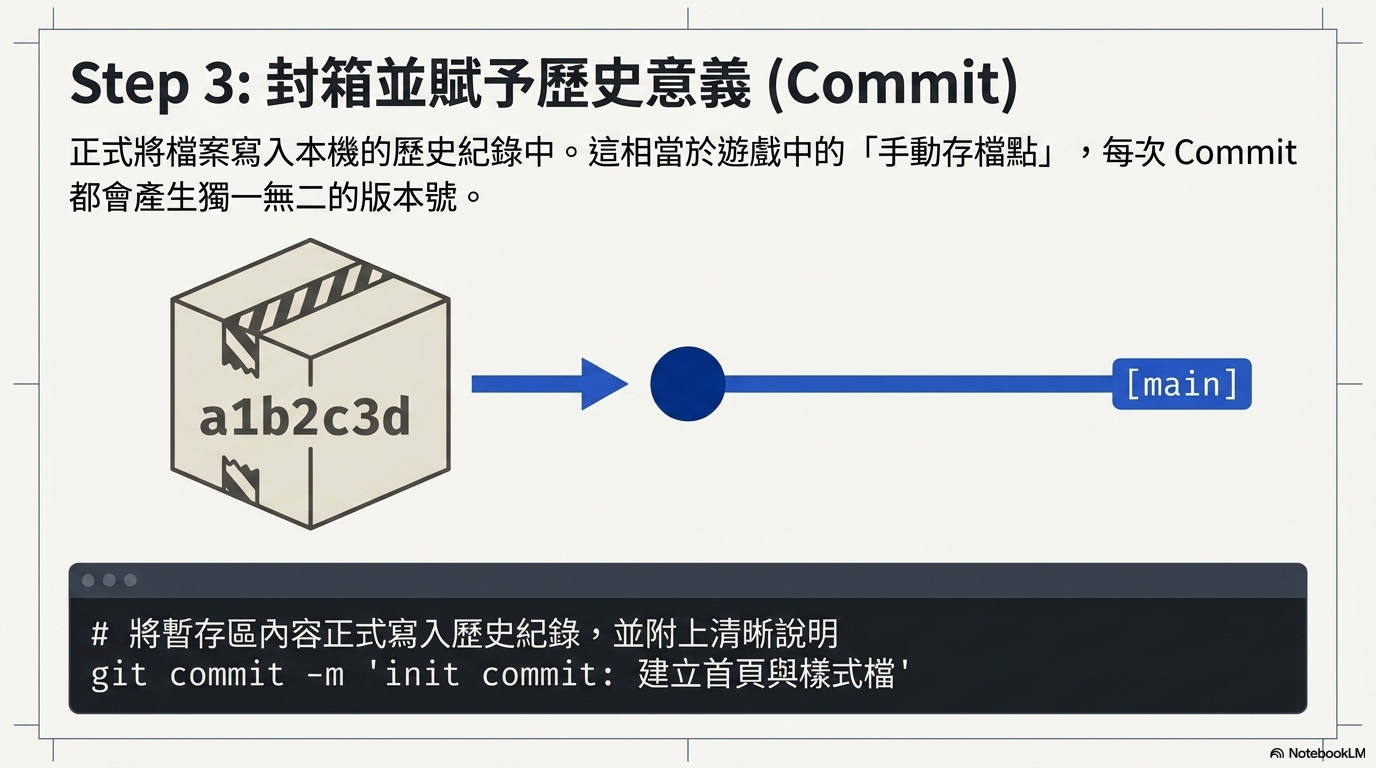 Step 3: 封箱並賦予歷史意義 (Commit)
正式將檔案寫入本機的歷史紀錄中。這相當於遊戲中的「手動存檔點」，每次 Commit
都會產生獨一無二的版本號。
a1b2c3d
[main]
# 將暫存區內容正式寫入歷史紀錄，並附上清晰說明
git commit -m 'init commit: 建立首頁與樣式檔'
NotebookLM